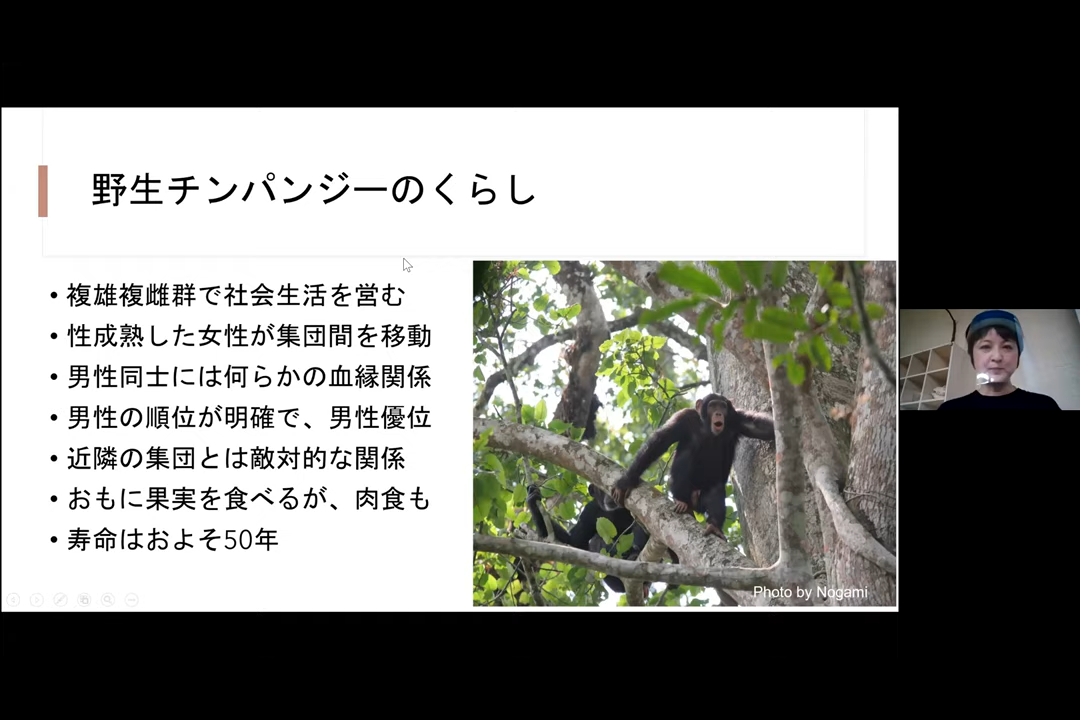 野生チンパンジーのくらし
• 複雄複雌群で社会生活を営む
• 性成熟した女性が集団間を移動
• 男性同士には何らかの血縁関係
• 男性の順位が明確で、男性優位
• 近隣の集団とは敵対的な関係
• おもに果実を食べるが、肉食も
• 寿命はおよそ50年
Photo by Nogami